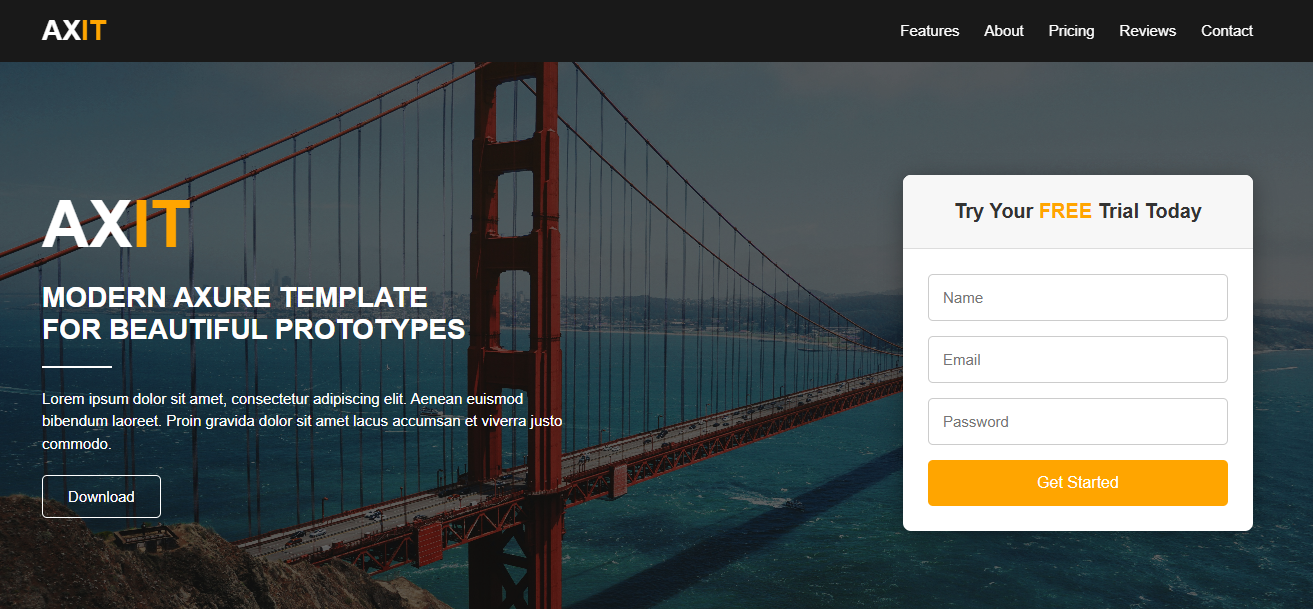 AXIT
Features About Pricing Reviews Contact
AXIT
MODERN AXURE TEMPLATE
FOR BEAUTIFUL PROTOTYPES
Lorem ipsum dolor sit amet, consectetur adipiscing elit. Aenean euismod
bibendum laoreet. Proin gravida dolor sit amet lacus accumsan et viverra justo
commodo.
Download
Try Your FREE Trial Today
Name
Email
Password
Get Started